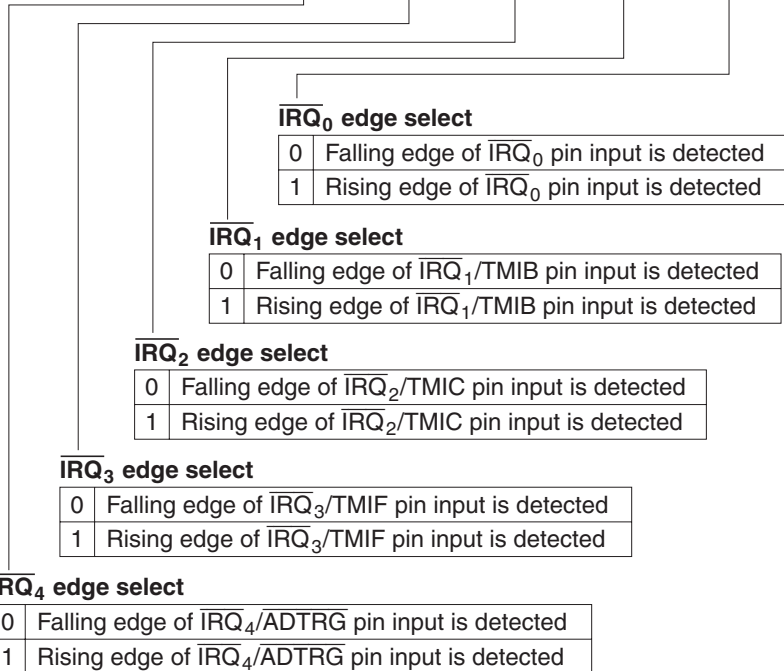 IRQ0 edge select
0 Falling edge of IRQ0 pin input is detected
1 Rising edge of IRQ0 pin input is detected
IRQ1 edge select
0 Falling edge of IRQ1/TMIB pin input is detected
1 Rising edge of IRQ1/TMIB pin input is detected
IRQ2 edge select
0 Falling edge of IRQ2/TMIC pin input is detected
1 Rising edge of IRQ2/TMIC pin input is detected
IRQ3 edge select
0 Falling edge of IRQ3/TMIF pin input is detected
1 Rising edge of IRQ3/TMIF pin input is detected
RQ4 edge select
0 Falling edge of IRQ4/ADTRG pin input is detected
1 Rising edge of IRQ4/ADTRG pin input is detected